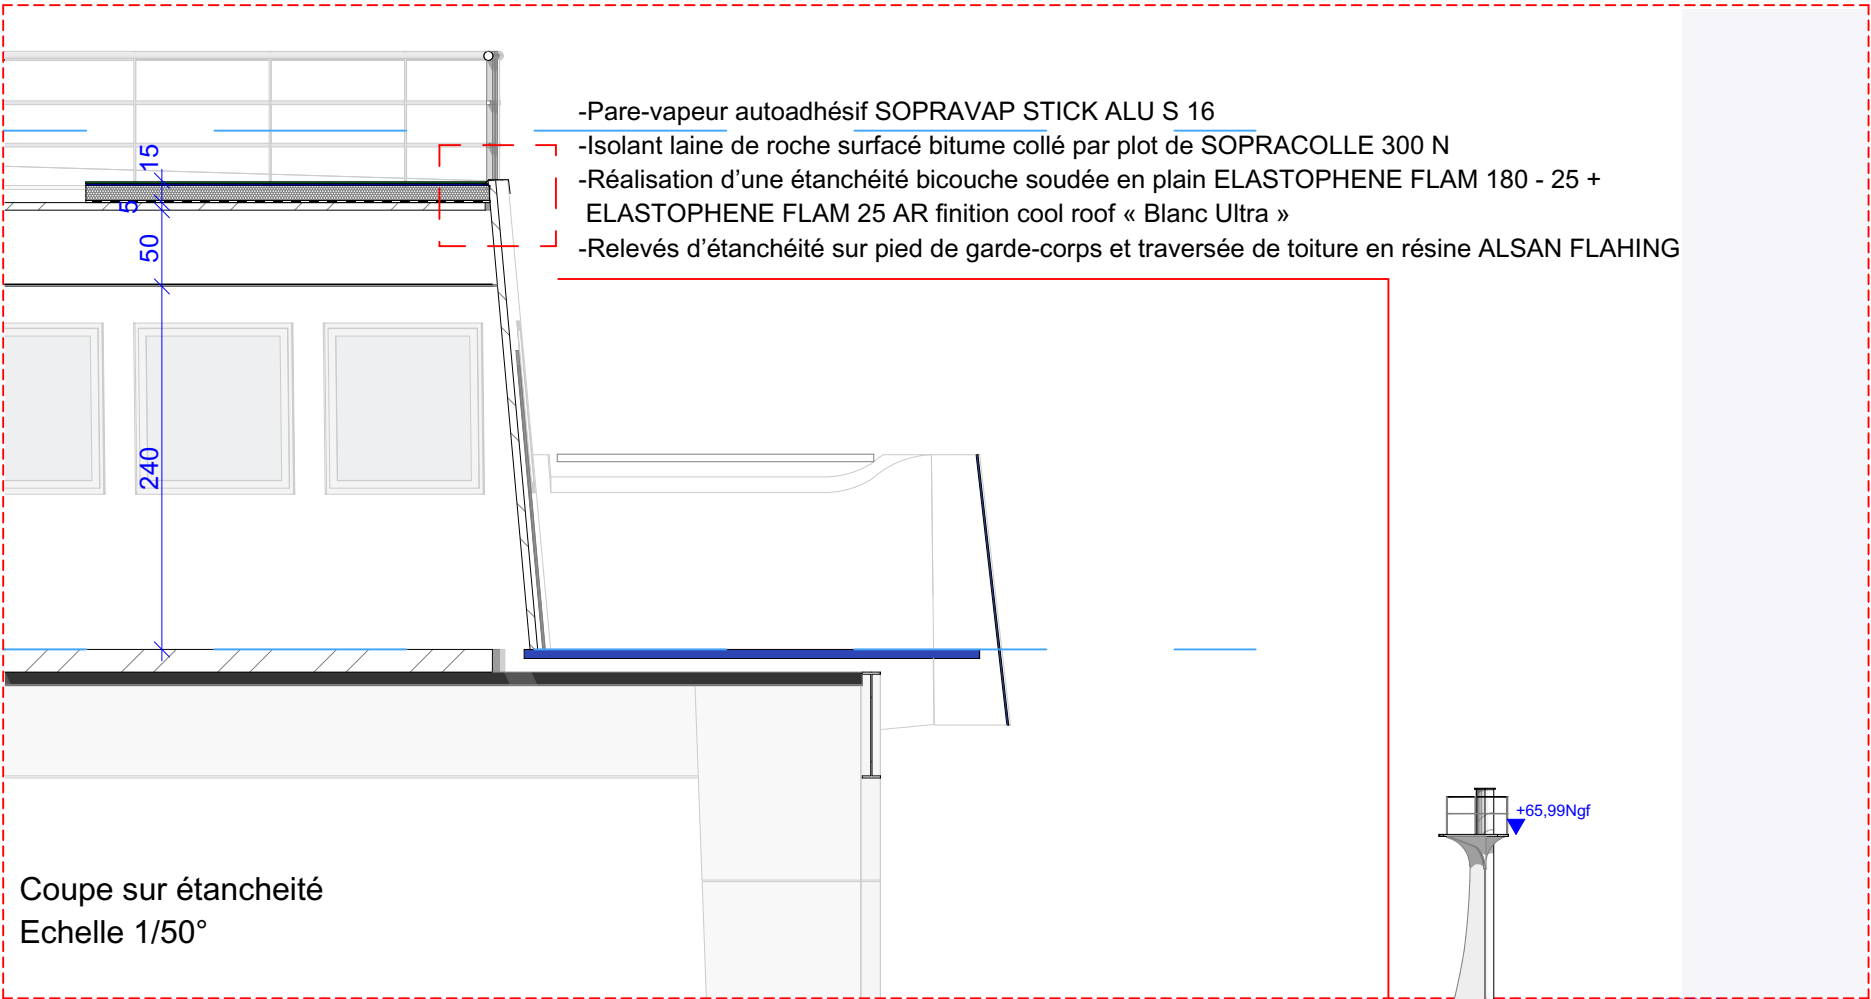 -Pare-vapeur autoadhésif SOPRAVAP STICK ALU S 16
-Isolant laine de roche surfacé bitume collé par plot de SOPRACOLLE 300 N
-Réalisation d'une étanchéité bicouche soudée en plain ELASTOPHENE FLAM 180 - 25 +
ELASTOPHENE FLAM 25 AR finition cool roof « Blanc Ultra »
-Relevés d'étanchéité sur pied de garde-corps et traversée de toiture en résine ALSAN FLAHING
15
5
50
240
+65,99Ngf
Coupe sur étancheité
Echelle 1/50°